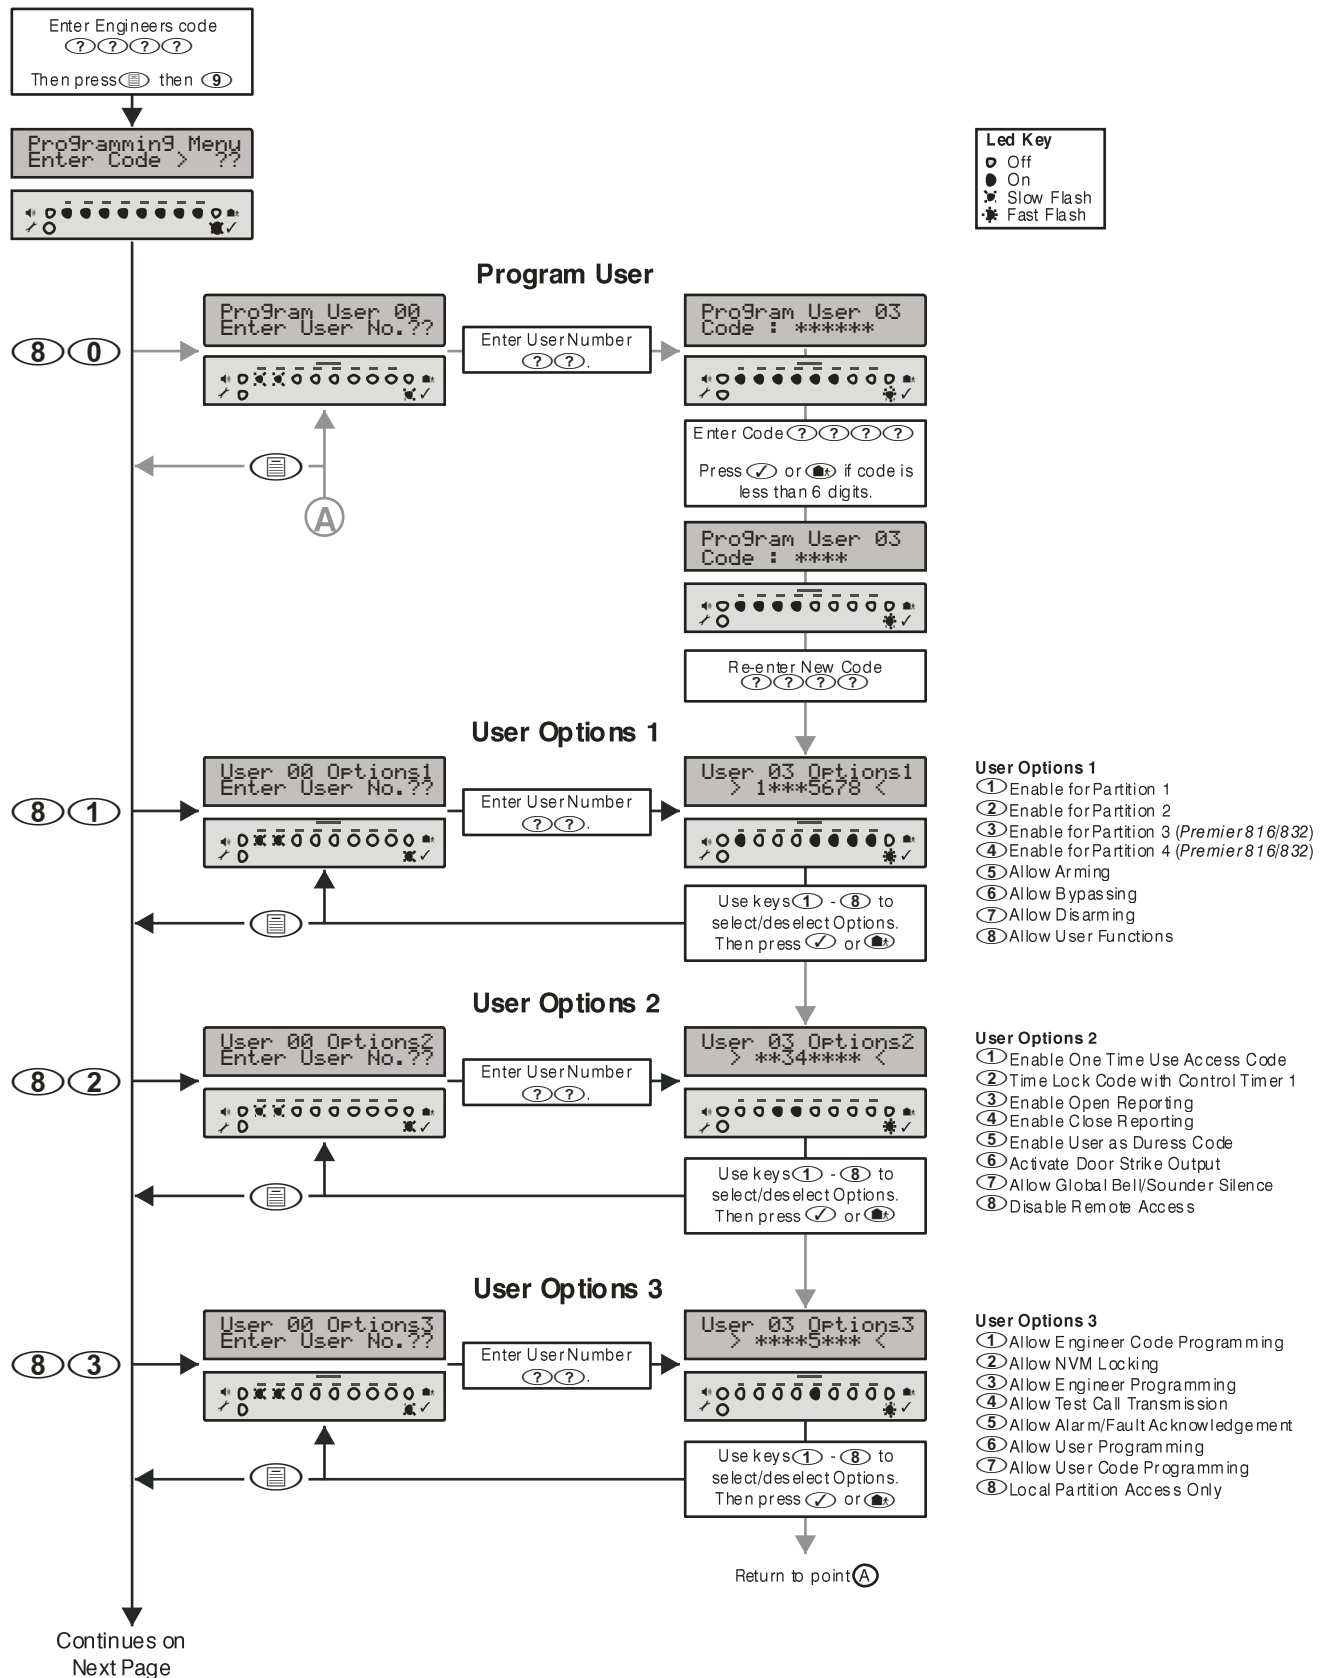 Enter Engineers code
? ? ? ?
Then press then 9
Programming Menu
Enter Code > ??
Led Key
Off
On
Slow Flash
Fast Flash
Program User
8 0
Program User 00
Enter User No.??
Enter User Number
? ?.
Program User 03
Code : ******
Enter Code ? ? ? ?
Press ✓ or if code is
less than 6 digits.
A
Program User 03
Code : ****
Re-enter New Code
? ? ? ?
User Options 1
8 1
User 00 Options1
Enter User No.??
Enter User Number
? ?.
User 03 Options1
> 1***5678 <
Use keys 1 - 8 to
select/deselect Options.
Then press ✓ or
User Options 1
1 Enable for Partition 1
2 Enable for Partition 2
3 Enable for Partition 3 (Premier 816/832)
4 Enable for Partition 4 (Premier 816/832)
5 Allow Arming
6 Allow Bypassing
7 Allow Disarming
8 Allow User Functions
User Options 2
8 2
User 00 Options2
Enter User No.??
Enter User Number
? ?.
User 03 Options2
> **34**** <
Use keys 1 - 8 to
select/deselect Options.
Then press ✓ or
User Options 2
1 Enable One Time Use Access Code
2 Time Lock Code with Control Timer 1
3 Enable Open Reporting
4 Enable Close Reporting
5 Enable User as Duress Code
6 Activate Door Strike Output
7 Allow Global Bell/Sounder Silence
8 Disable Remote Access
User Options 3
8 3
User 00 Options3
Enter User No.??
Enter User Number
? ?.
User 03 Options3
> ****5*** <
Use keys 1 - 8 to
select/deselect Options.
Then press ✓ or
User Options 3
1 Allow Engineer Code Programming
2 Allow NVM Locking
3 Allow Engineer Programming
4 Allow Test Call Transmission
5 Allow Alarm/Fault Acknowledgement
6 Allow User Programming
7 Allow User Code Programming
8 Local Partition Access Only
Return to point A
Continues on
Next Page